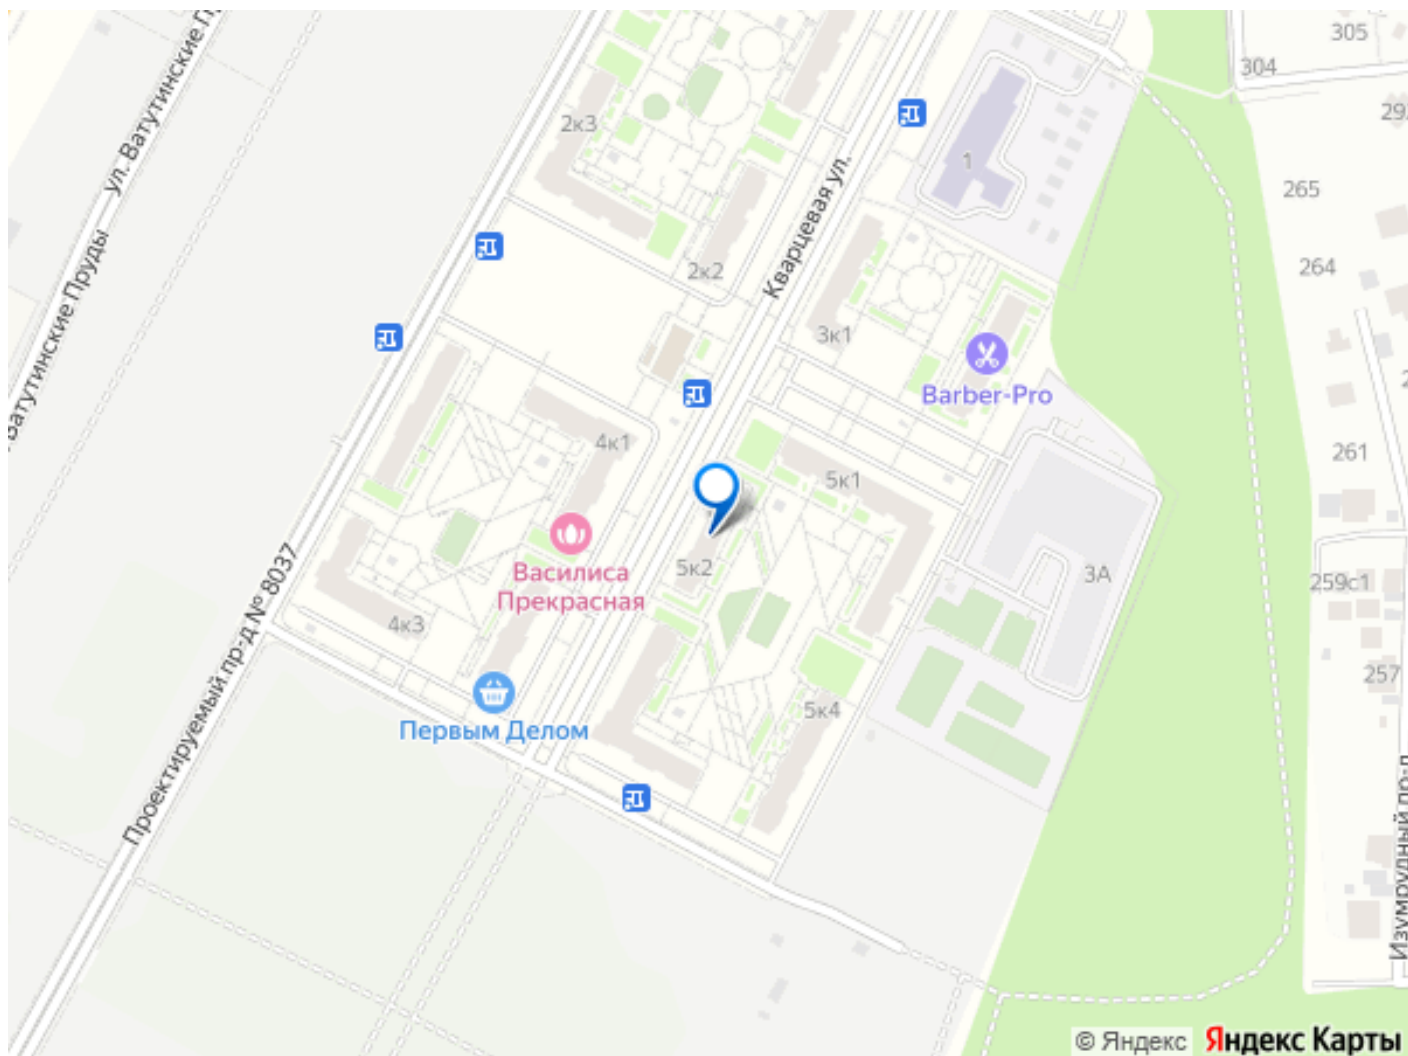 305
304
292
265
264
261
259с1
257
ул. Ватутинские Пр
Ватутинские Пруды
2к3
2к2
Кварцевая ул.
1
3к1
Barber-Pro
4к1
5к1
Василиса
Прекрасная
5к2
3А
4к3
5к4
Первым Делом
Проектируемый пр-д № 8037
Изумрудный пр-д
© Яндекс
Яндекс Карты